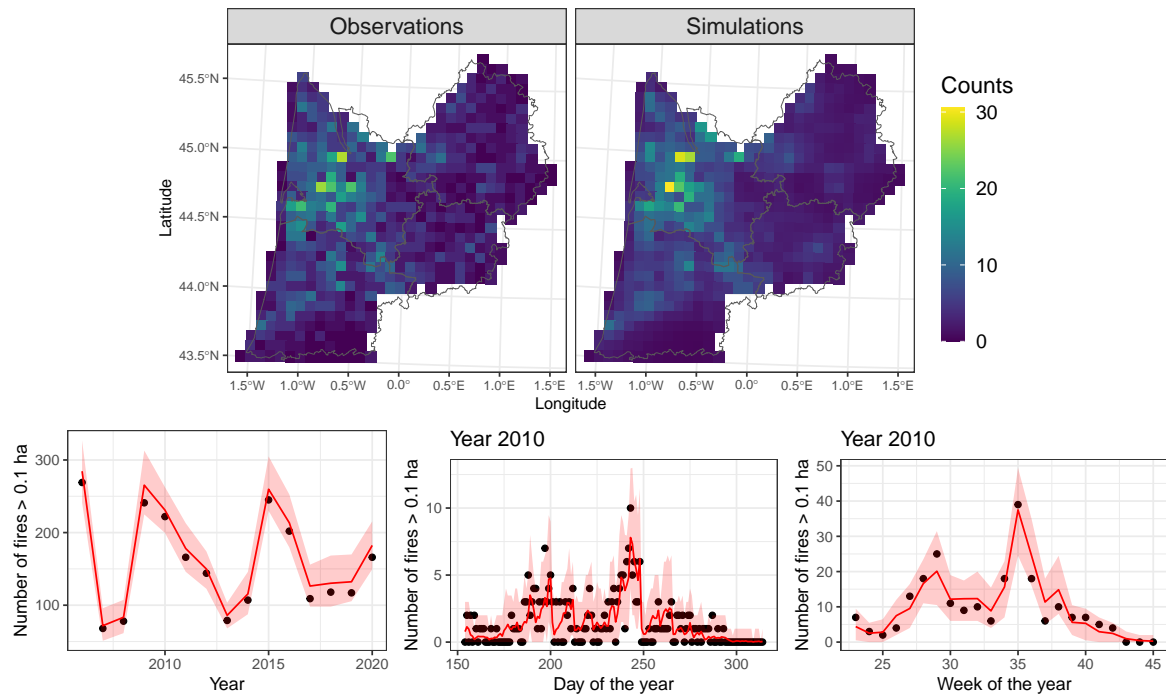 Observations
Simulations
45.5°N
45.0°N
44.5°N
44.0°N
43.5°N
Latitude
1.5°W 1.0°W 0.5°W 0.0° 0.5°E 1.0°E 1.5°E
1.5°W 1.0°W 0.5°W 0.0° 0.5°E 1.0°E 1.5°E
Longitude
Counts
30
20
10
0
Number of fires > 0.1 ha
300
200
100
2010 2015 2020
Year
Year 2010
Number of fires > 0.1 ha
10
5
0
150 200 250 300
Day of the year
Year 2010
Number of fires > 0.1 ha
50
40
30
20
10
0
25 30 35 40 45
Week of the year